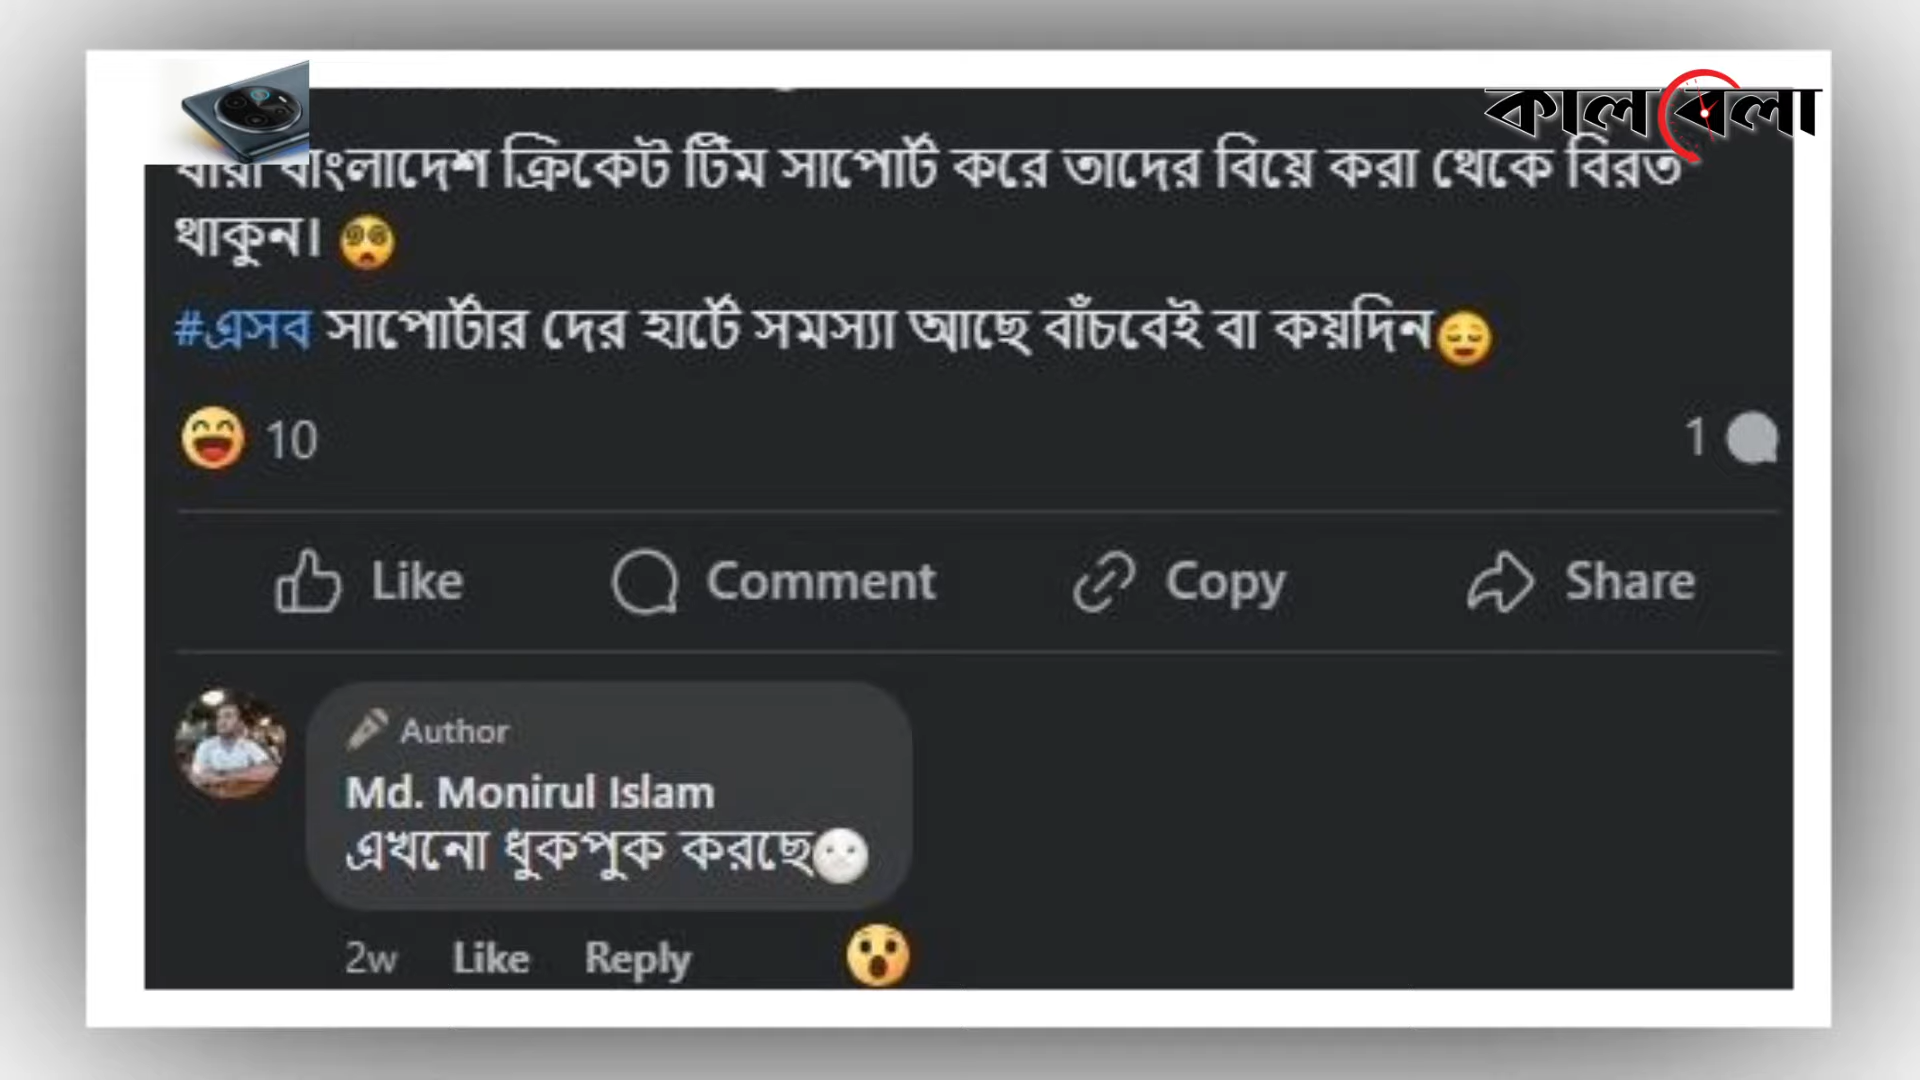 কালবেলা
যারা বাংলাদেশ ক্রিকেট টিম সাপোর্ট করে তাদের বিয়ে করা থেকে বিরত
থাকুন। 😵‍💫
#এসব সাপোর্টার দের হার্টে সমস্যা আছে বাঁচবেই বা কয়দিন😌
10
1
Like Comment Copy Share
Author
Md. Monirul Islam
এখনো ধুকপুক করছে🌝
2w Like Reply